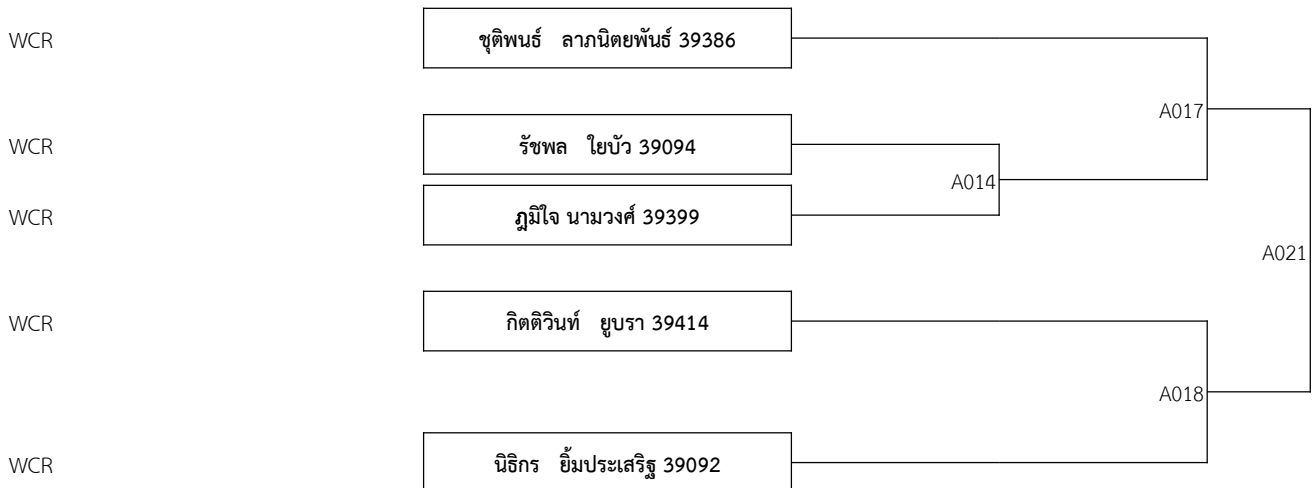 WCR ชุติพนธ์ ลาภนิตยพันธ์ 39386
A017
WCR รัชพล ใยบัว 39094
A014
WCR ฎมิใจ นามวงศ์ 39399
A021
WCR กิตติวินท์ ยูบรา 39414
A018
WCR นิธิกร ยิ้มประเสริฐ 39092